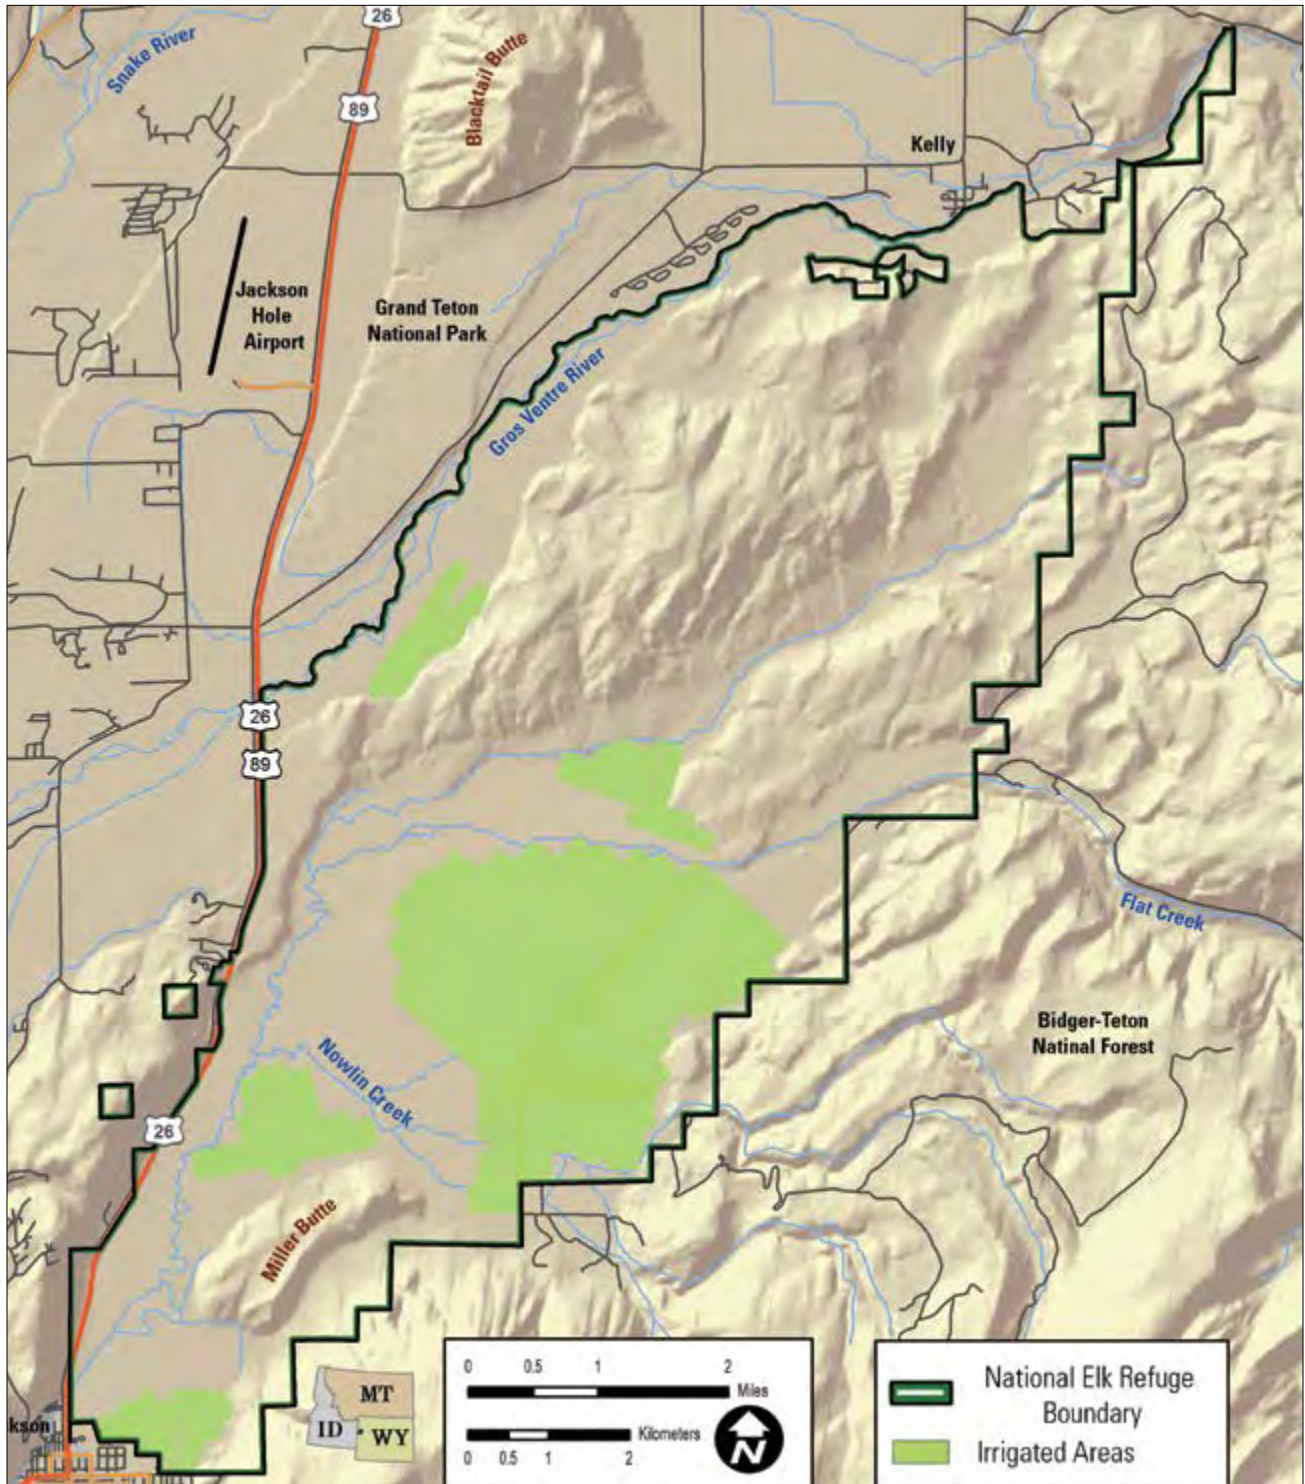 26
Snake River
Blacktail Butte
89
Kelly
Jackson
Hole
Airport
Grand Teton
National Park
Gros Ventre River
26
89
Flat Creek
Bidger-Teton
Natinal Forest
Nowlin Creek
26
Miller Butte
kson
MT
ID
WY
0 0.5 1 2
Miles
Kilometers
0 0.5 1 2
N
National Elk Refuge
Boundary
Irrigated Areas